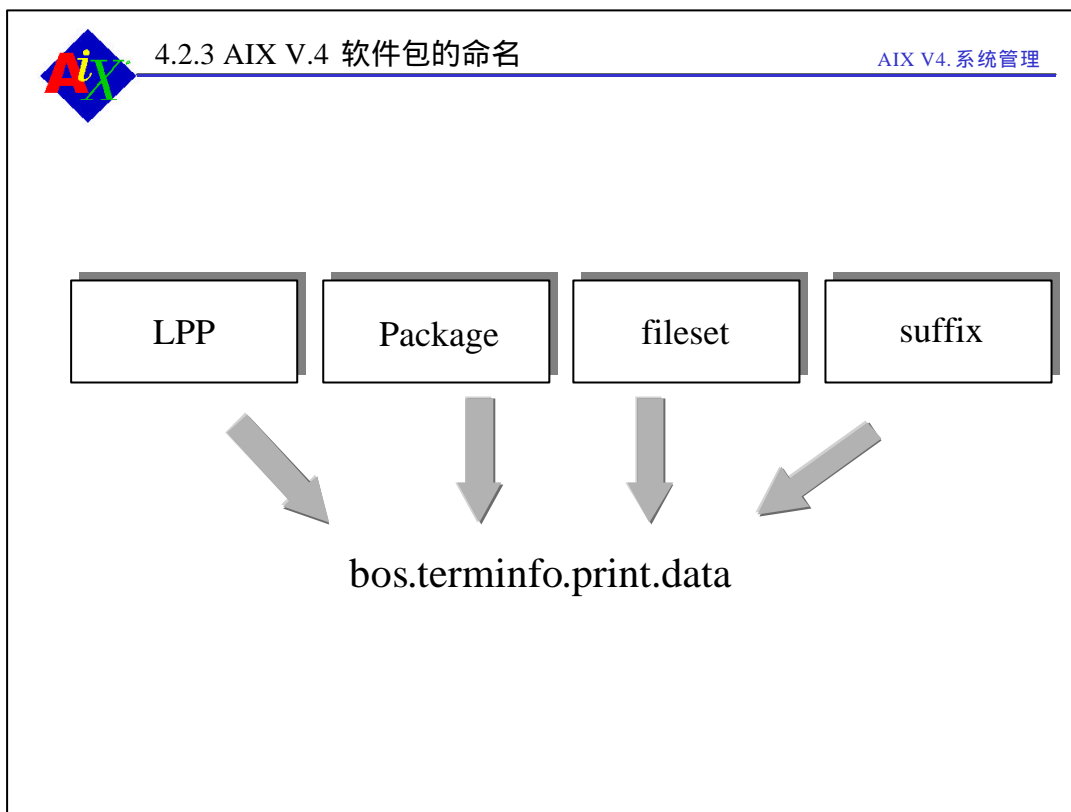 AiX
4.2.3 AIX V.4 软件包的命名
AIX V4.系统管理
LPP
Package
fileset
suffix
bos.terminfo.print.data